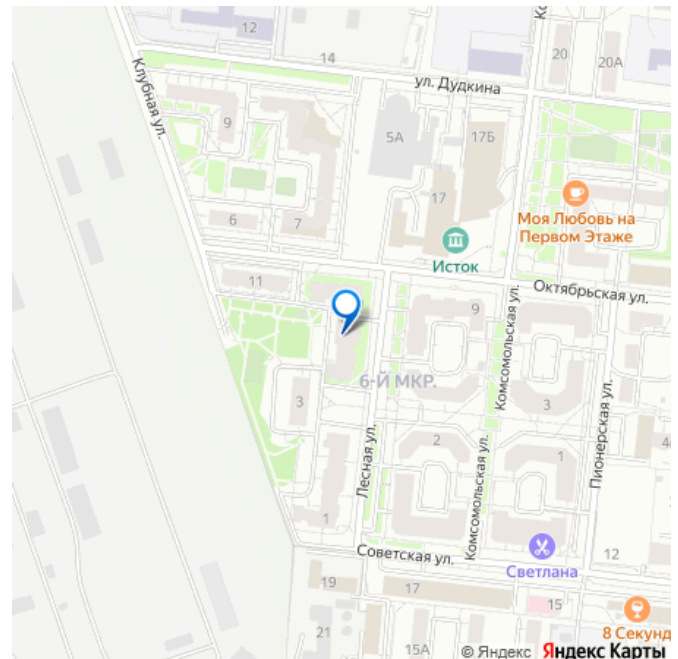 12
14
20
20А
ул. Дудкина
Клубная ул.
9
5А
17Б
17
Моя Любовь на
Первом Этаже
6
7
Исток
11
Октябрьская ул.
9
Комсомольская ул.
6-Й МКР.
3
3
Пионерская ул.
Лесная ул.
2
Комсомольская ул.
1
1
Советская ул.
Светлана
12
19
17
15
8 Секунд
21
15А
© Яндекс Яндекс Карты